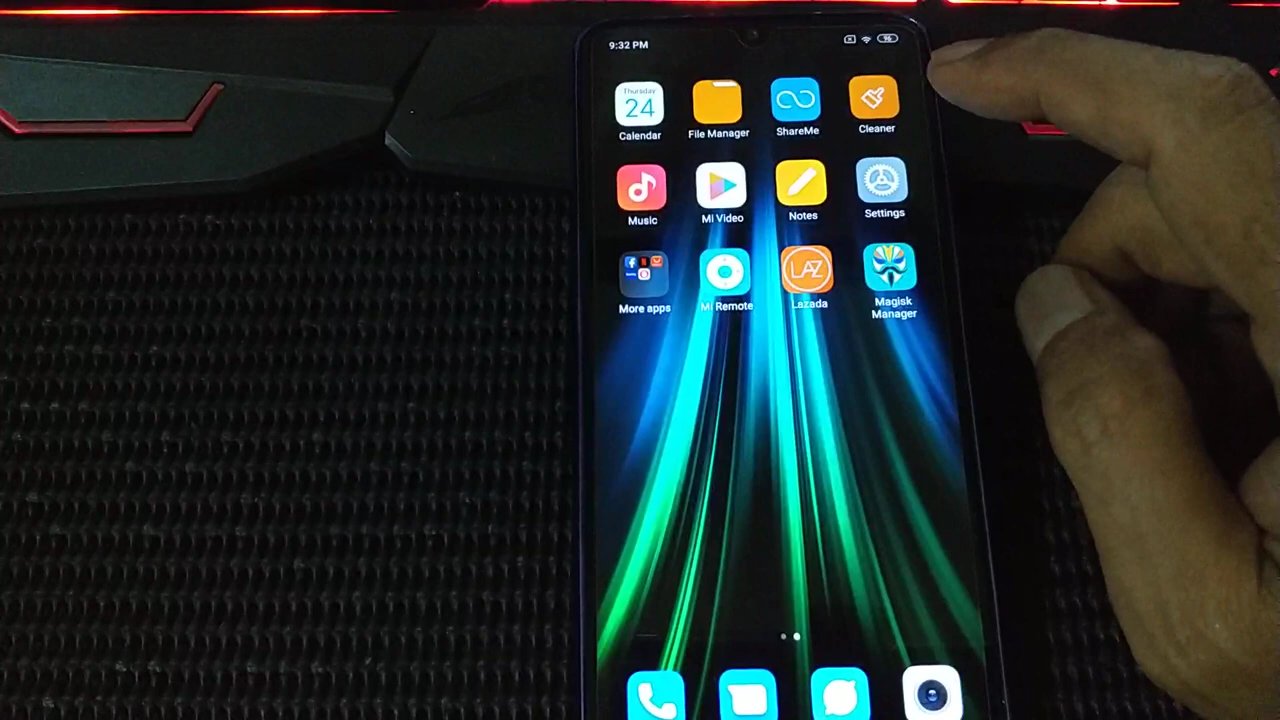 9:32 PM
96
Thursday
24
Calendar
File Manager
ShareMe
Cleaner
Music
Mi Video
Notes
Settings
LAZ
More apps
Mi Remote
Lazada
Magisk
Manager